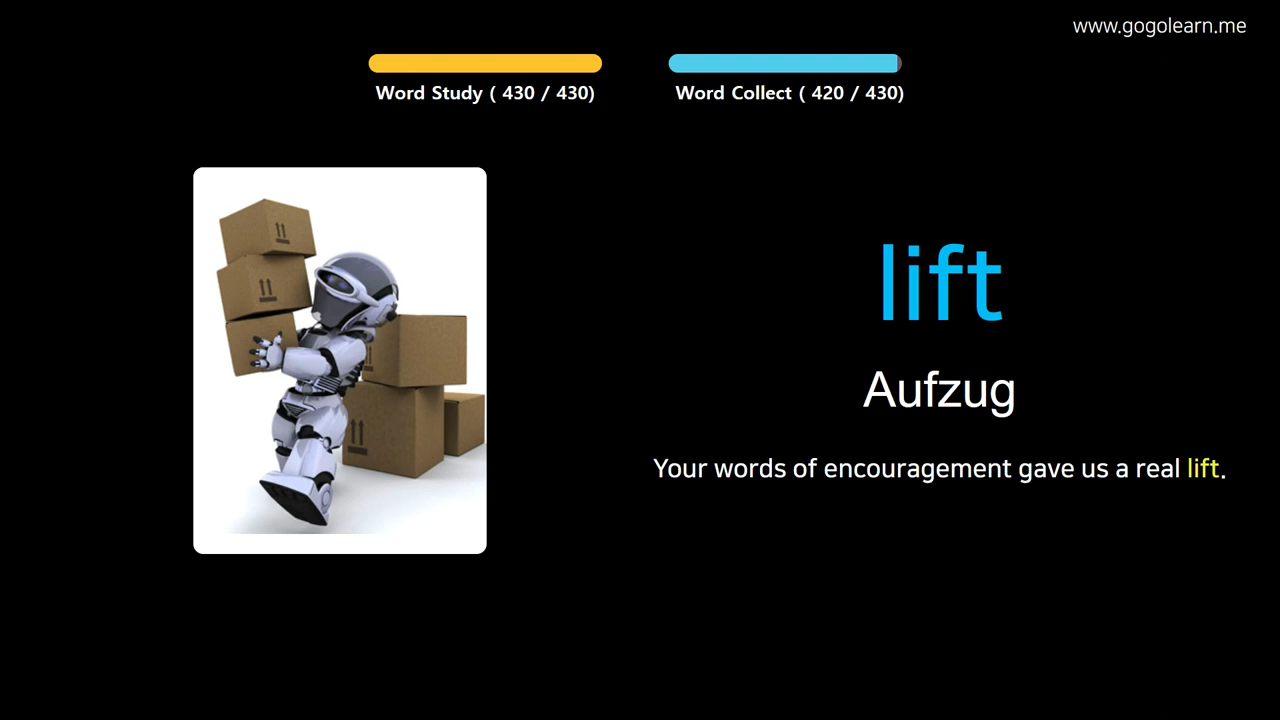 www.gogolearn.me
Word Study ( 430 / 430)
Word Collect ( 420 / 430)
lift
Aufzug
Your words of encouragement gave us a real lift.